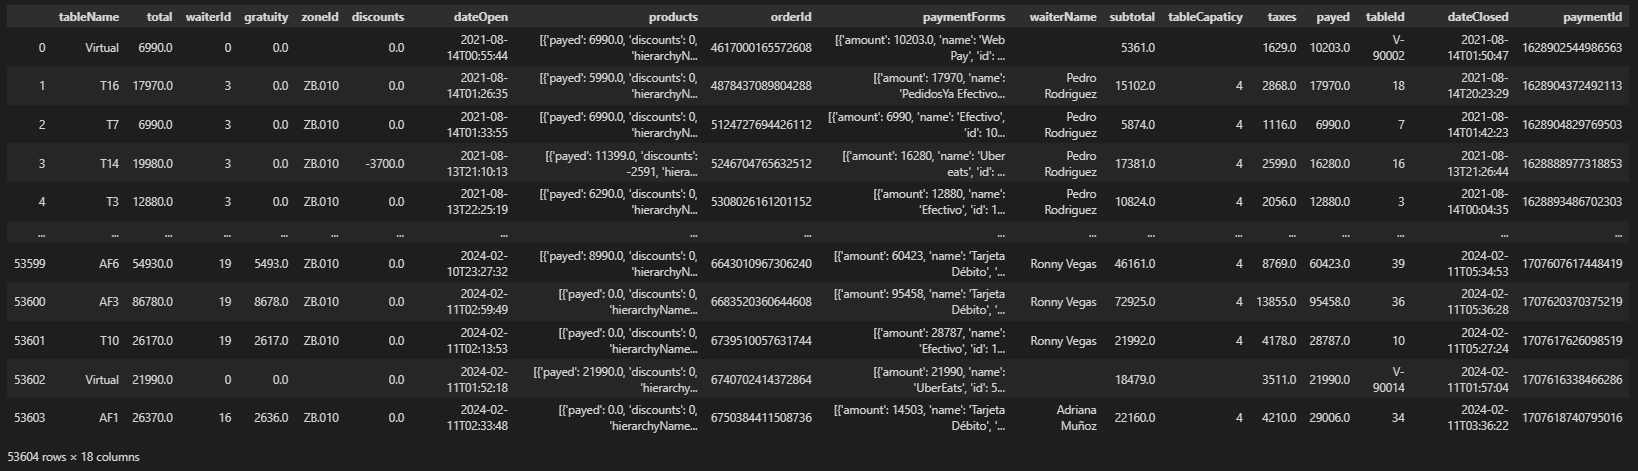 tableName total waiterId gratuity zoneId discounts dateOpen products orderId paymentForms waiterName subtotal tableCapaticy taxes payed tableId dateClosed paymentId
0 Virtual 6990.0 0 0.0 0.0 2021-08-14T00:55:44 [{'payed': 6990.0, 'discounts': 0, 'hierarchyN... 4617000165572608 [{'amount': 10203.0, 'name': 'Web Pay', 'id': ... 5361.0 1629.0 10203.0 V-90002 2021-08-14T01:50:47 1628902544986563
1 T16 17970.0 3 0.0 ZB.010 0.0 2021-08-14T01:26:35 [{'payed': 5990.0, 'discounts': 0, 'hierarchyN... 4878437089804288 [{'amount': 17970, 'name': 'PedidosYa Efectivo... Pedro Rodriguez 15102.0 4 2868.0 17970.0 18 2021-08-14T20:23:29 1628904372492113
2 T7 6990.0 3 0.0 ZB.010 0.0 2021-08-14T01:33:55 [{'payed': 6990.0, 'discounts': 0, 'hierarchyN... 5124727694426112 [{'amount': 6990, 'name': 'Efectivo', 'id': 10... Pedro Rodriguez 5874.0 4 1116.0 6990.0 7 2021-08-14T01:42:23 1628904829769503
3 T14 19980.0 3 0.0 ZB.010 -3700.0 2021-08-13T21:10:13 [{'payed': 11399.0, 'discounts': -2591, 'hiera... 5246704765632512 [{'amount': 16280, 'name': 'Uber eats', 'id': ... Pedro Rodriguez 17381.0 4 2599.0 16280.0 16 2021-08-13T21:26:44 1628888977318853
4 T3 12880.0 3 0.0 ZB.010 0.0 2021-08-13T22:25:19 [{'payed': 6290.0, 'discounts': 0, 'hierarchyN... 5308026161201152 [{'amount': 12880, 'name': 'Efectivo', 'id': 1... Pedro Rodriguez 10824.0 4 2056.0 12880.0 3 2021-08-14T00:04:35 1628893486702303
... ... ... ... ... ... ... ... ... ... ... ... ... ... ... ... ... ... ...
53599 AF6 54930.0 19 5493.0 ZB.010 0.0 2024-02-10T23:27:32 [{'payed': 8990.0, 'discounts': 0, 'hierarchyN... 6643010967306240 [{'amount': 60423, 'name': 'Tarjeta Débito', '... Ronny Vegas 46161.0 4 8769.0 60423.0 39 2024-02-11T05:34:53 1707607617448419
53600 AF3 86780.0 19 8678.0 ZB.010 0.0 2024-02-11T02:59:49 [{'payed': 0.0, 'discounts': 0, 'hierarchyName... 6683520360644608 [{'amount': 95458, 'name': 'Tarjeta Débito', '... Ronny Vegas 72925.0 4 13855.0 95458.0 36 2024-02-11T05:36:28 1707620370375219
53601 T10 26170.0 19 2617.0 ZB.010 0.0 2024-02-11T02:13:53 [{'payed': 0.0, 'discounts': 0, 'hierarchyName... 6739510057631744 [{'amount': 28787, 'name': 'Efectivo', 'id': 1... Ronny Vegas 21992.0 4 4178.0 28787.0 10 2024-02-11T05:27:24 1707617626098519
53602 Virtual 21990.0 0 0.0 0.0 2024-02-11T01:52:18 [{'payed': 21990.0, 'discounts': 0, 'hierarchy... 6740702414372864 [{'amount': 21990, 'name': 'UberEats', 'id': 5... 18479.0 3511.0 21990.0 V-90014 2024-02-11T01:57:04 1707616338466286
53603 AF1 26370.0 16 2636.0 ZB.010 0.0 2024-02-11T02:33:48 [{'payed': 0.0, 'discounts': 0, 'hierarchyName... 6750384411508736 [{'amount': 14503, 'name': 'Tarjeta Débito', '... Adriana Muñoz 22160.0 4 4210.0 29006.0 34 2024-02-11T03:36:22 1707618740795016
53604 rows × 18 columns